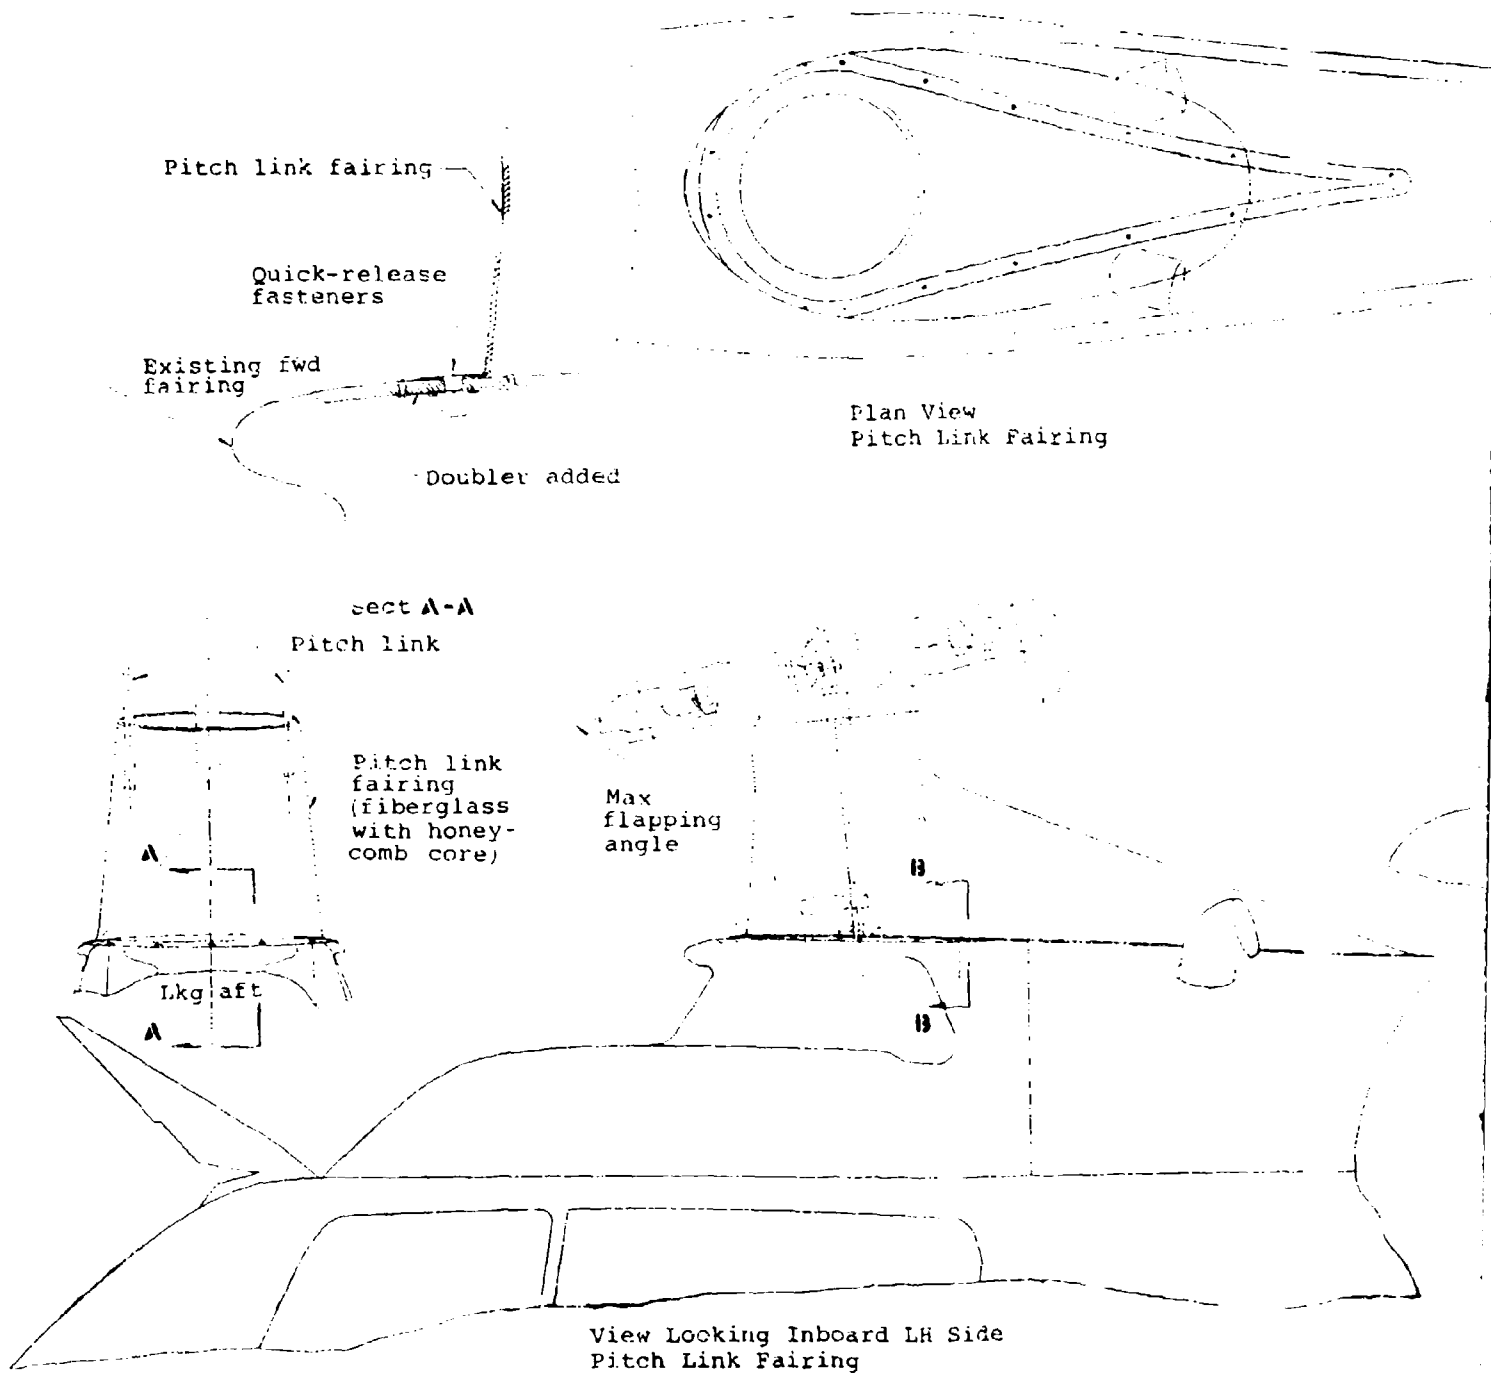 Pitch link fairing
Quick-release
fasteners
Existing fwd
fairing
Doubler added
Plan View
Pitch Link Fairing
Sect A-A
Pitch link
Pitch link
fairing
(fiberglass
with honey-
comb core)
Max
flapping
angle
A
B
Lkg aft
A
B
View Looking Inboard LH Side
Pitch Link Fairing